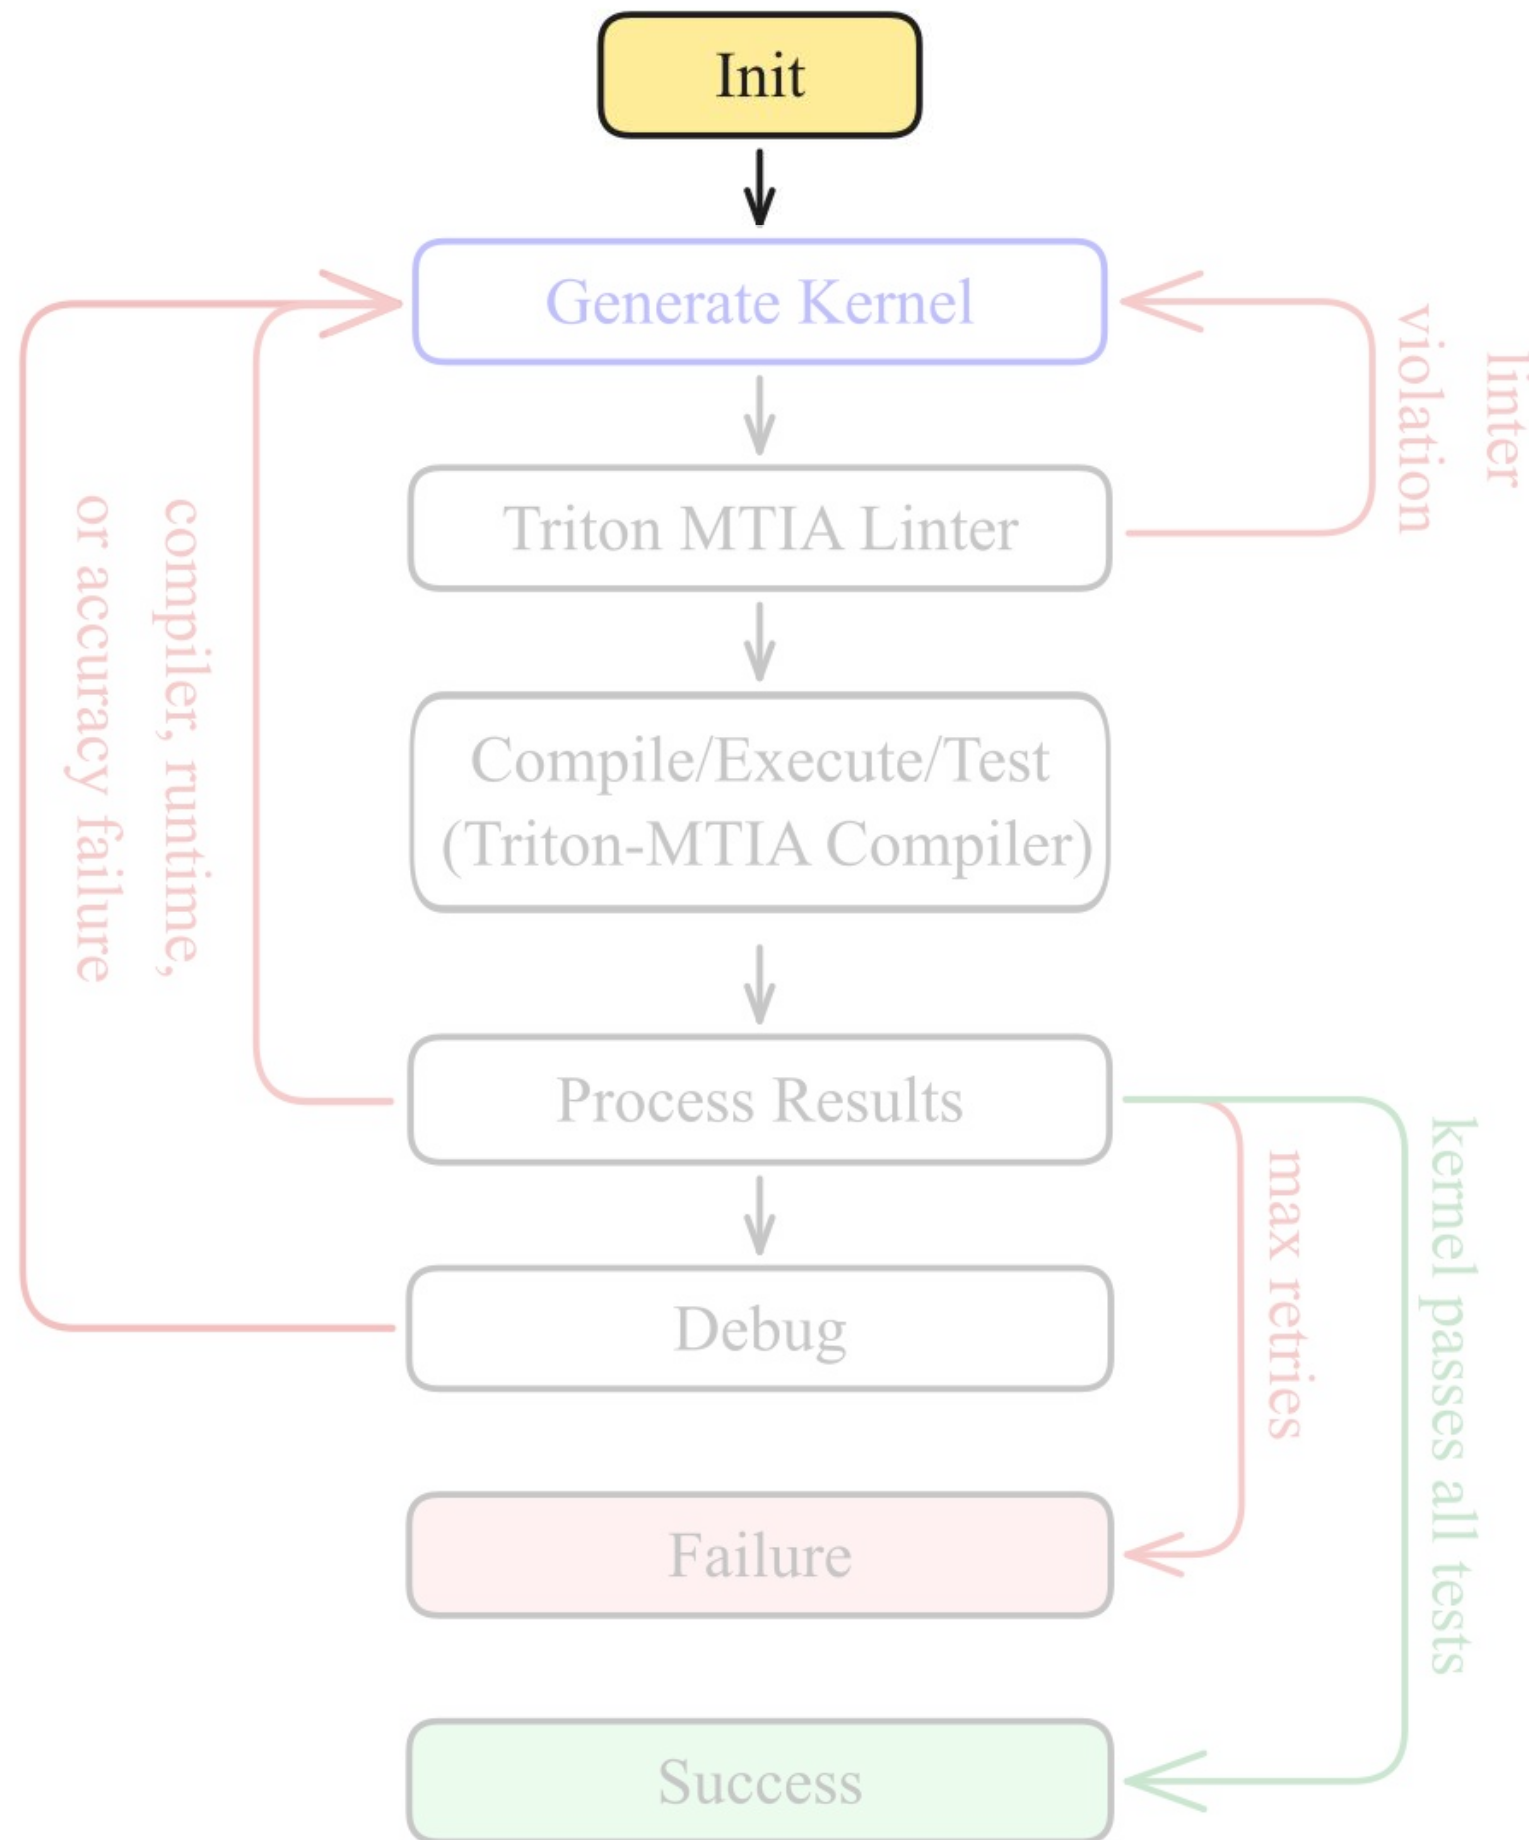 Init
Generate Kernel
linter
violation
Triton MTIA Linter
Compile/Execute/Test
(Triton-MTIA Compiler)
compiler, runtime,
or accuracy failure
Process Results
max retries
kernel passes all tests
Debug
Failure
Success